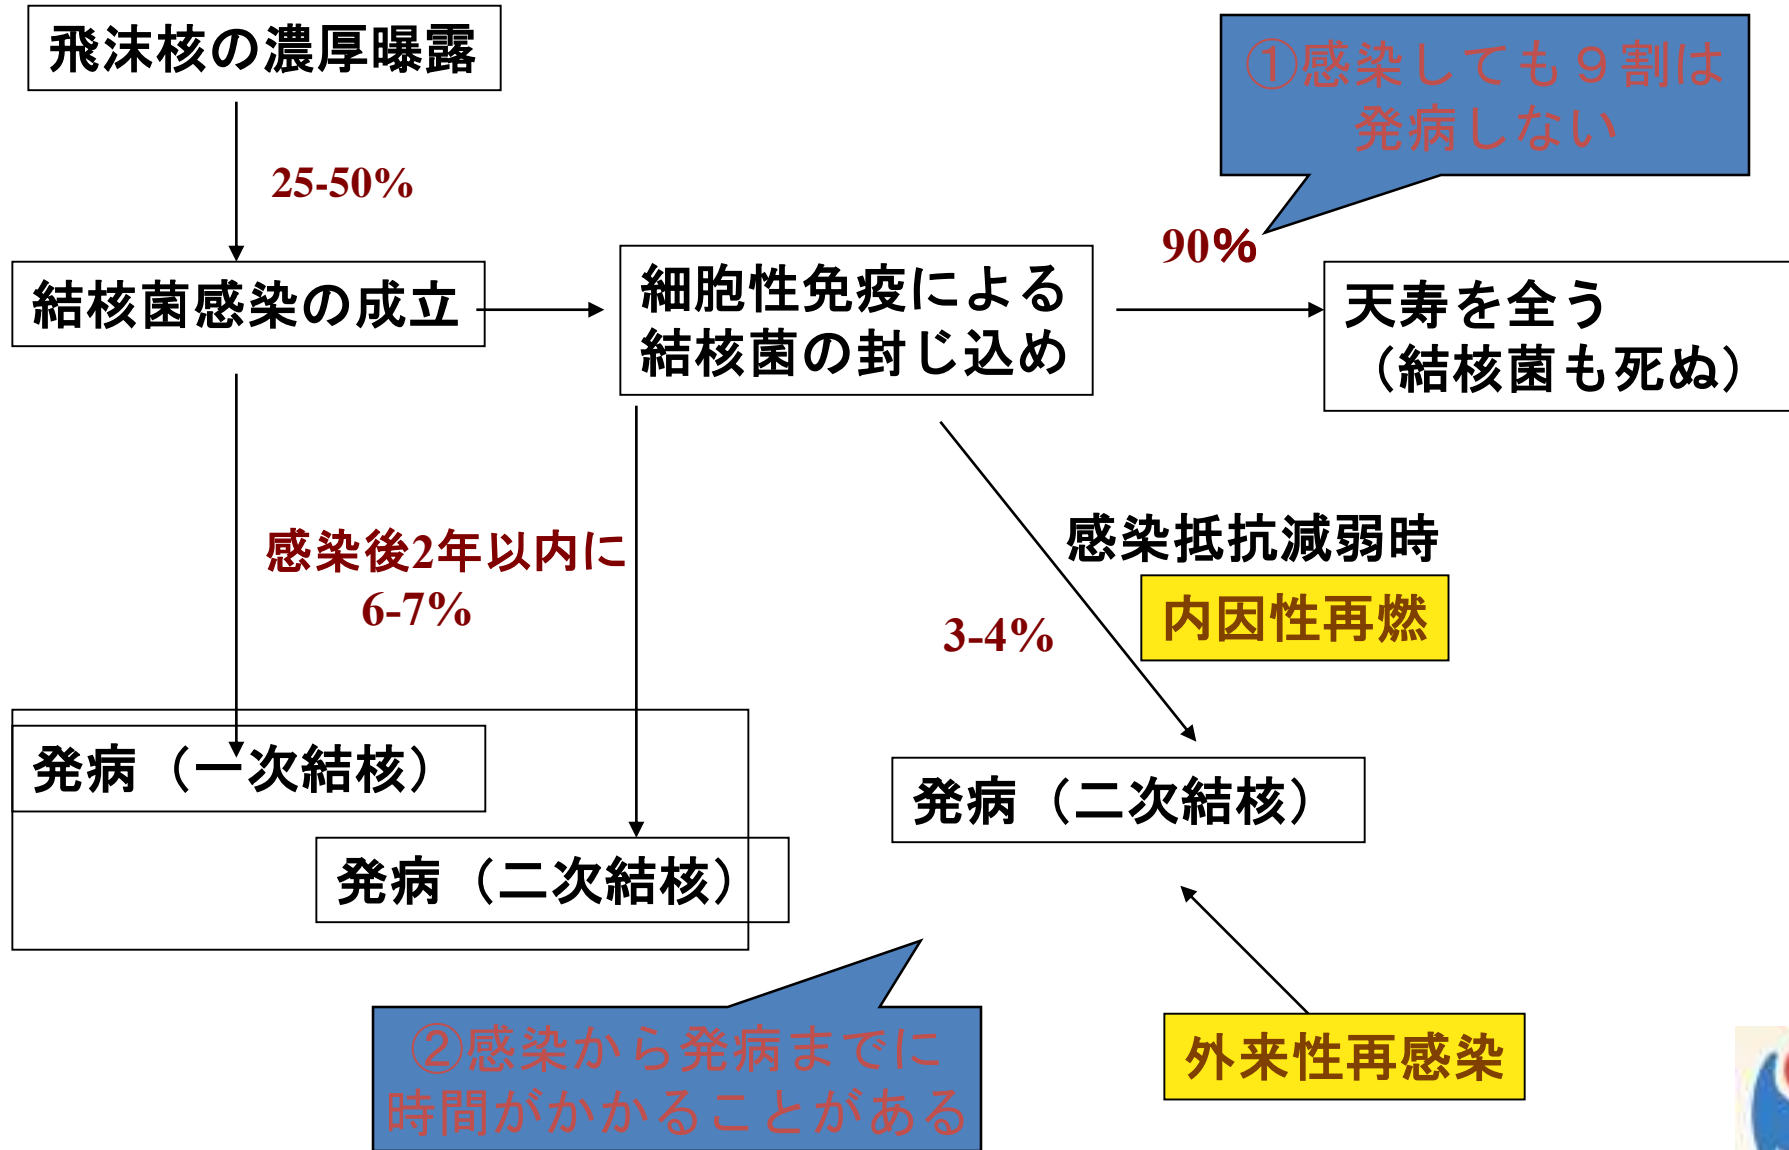 飛沫核の濃厚曝露
①感染しても９割は
発病しない
25-50%
90%
結核菌感染の成立
細胞性免疫による
結核菌の封じ込め
天寿を全う
（結核菌も死ぬ）
感染後2年以内に
6-7%
感染抵抗減弱時
内因性再燃
3-4%
発病（一次結核）
発病（二次結核）
発病（二次結核）
②感染から発病までに
時間がかかることがある
外来性再感染